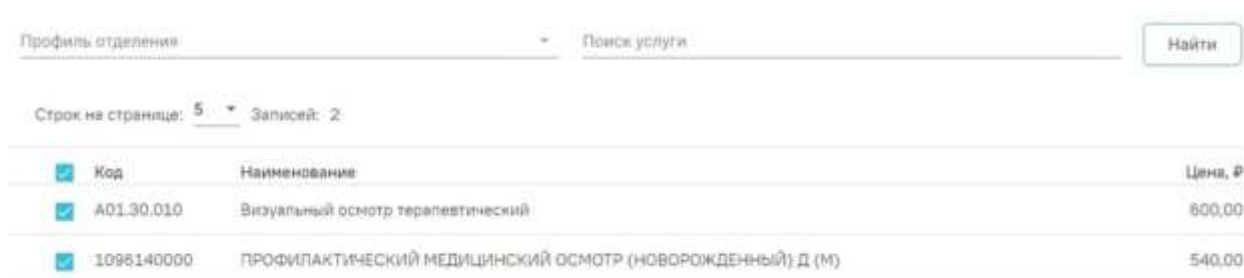 Профиль отделения Поиск услуги Найти
Строк на странице: 5 Записей: 2
Код Наименование Цена, ₽
A01.30.010 Визуальный осмотр терапевтический 600,00
1096140000 ПРОФИЛАКТИЧЕСКИЙ МЕДИЦИНСКИЙ ОСМОТР (НОВОРОЖДЕННЫЙ) Д (М) 540,00